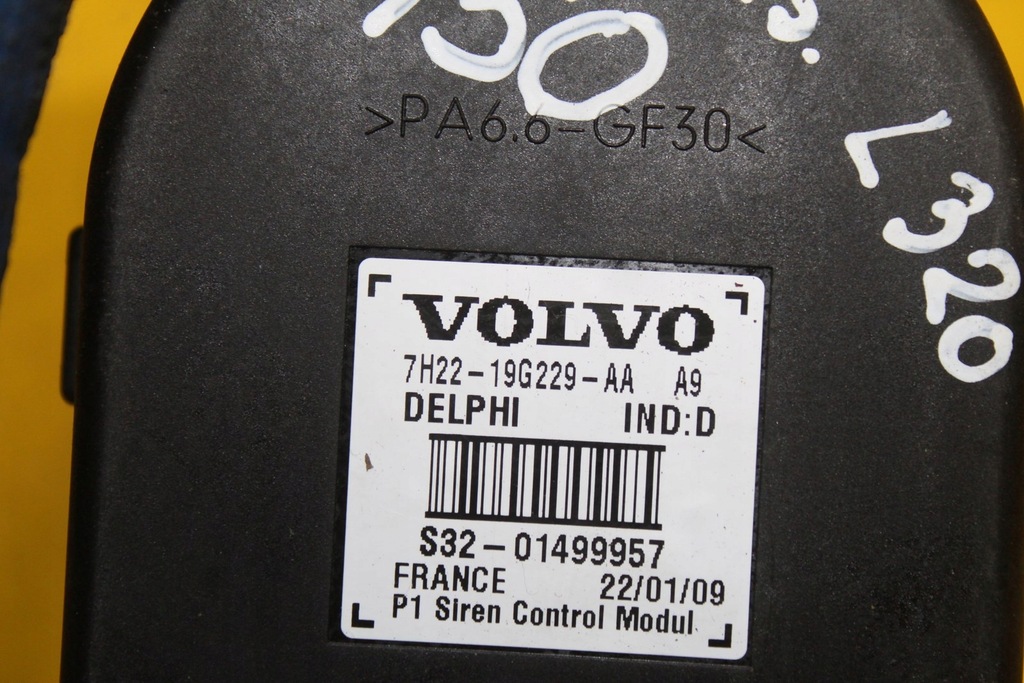 >PA6.6-GF30<
L320
VOLVO
7H22-19G229-AA A9
DELPHI IND:D
S32-01499957
FRANCE 22/01/09
P1 Siren Control Modul